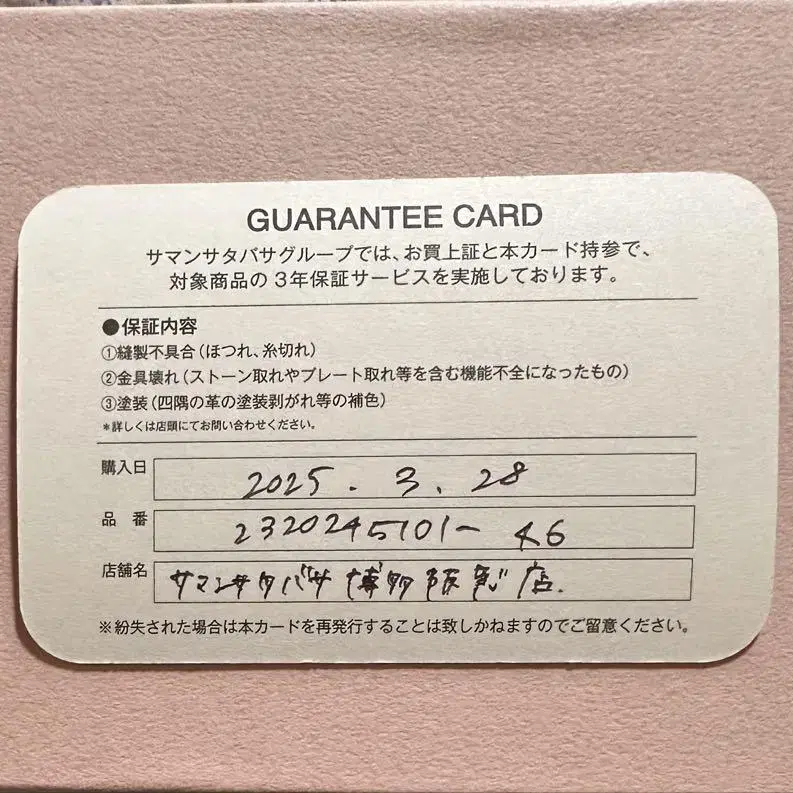 GUARANTEE CARD
サマンサタバサグループでは、お買上証と本カード持参で、
対象商品の3年保証サービスを実施しております。
●保証内容
①縫製不具合(ほつれ、糸切れ)
②金具壊れ(ストーン取れやプレート取れ等を含む機能不全になったもの)
③塗装(四隅の革の塗装剥がれ等の補色)
*詳しくは店頭にてお問い合わせください。
購入日 2025.3.28
品番 2320245101-46
店舗名 サマンサタバサ 博多阪急店.
※紛失された場合は本カードを再発行することは致しかねますのでご留意ください。